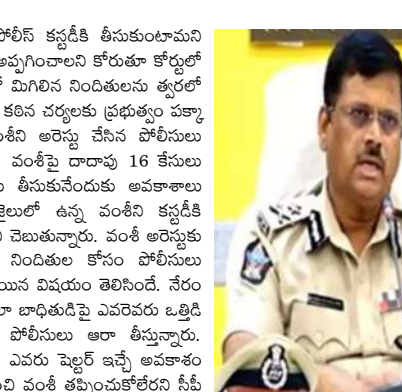 పోలీస్ కస్టడీకి తీసుకుంటామని
అప్పగించాలని కోరుతూ కోర్టులో
మిగిలిన నిందితులను త్వరలో
కఠిన చర్యలకు ప్రభుత్వం పక్కా
అరెస్టు చేసిన పోలీసులు
వంశీపై దాదాపు 16 కేసులు
తీసుకునేందుకు అవకాశాలు
జైలులో ఉన్న వంశీని కస్టడీకి
చెబుతున్నారు. వంశీ అరెస్టుకు
నిందితుల కోసం పోలీసులు
విషయం తెలిసిందే. నేరం
బాధితుడిపై ఎవరెవరు ఒత్తిడి
పోలీసులు ఆరా తీస్తున్నారు.
ఎవరు షెల్టర్ ఇచ్చే అవకాశం
వంశీ తప్పించుకోలేరని సీపీ